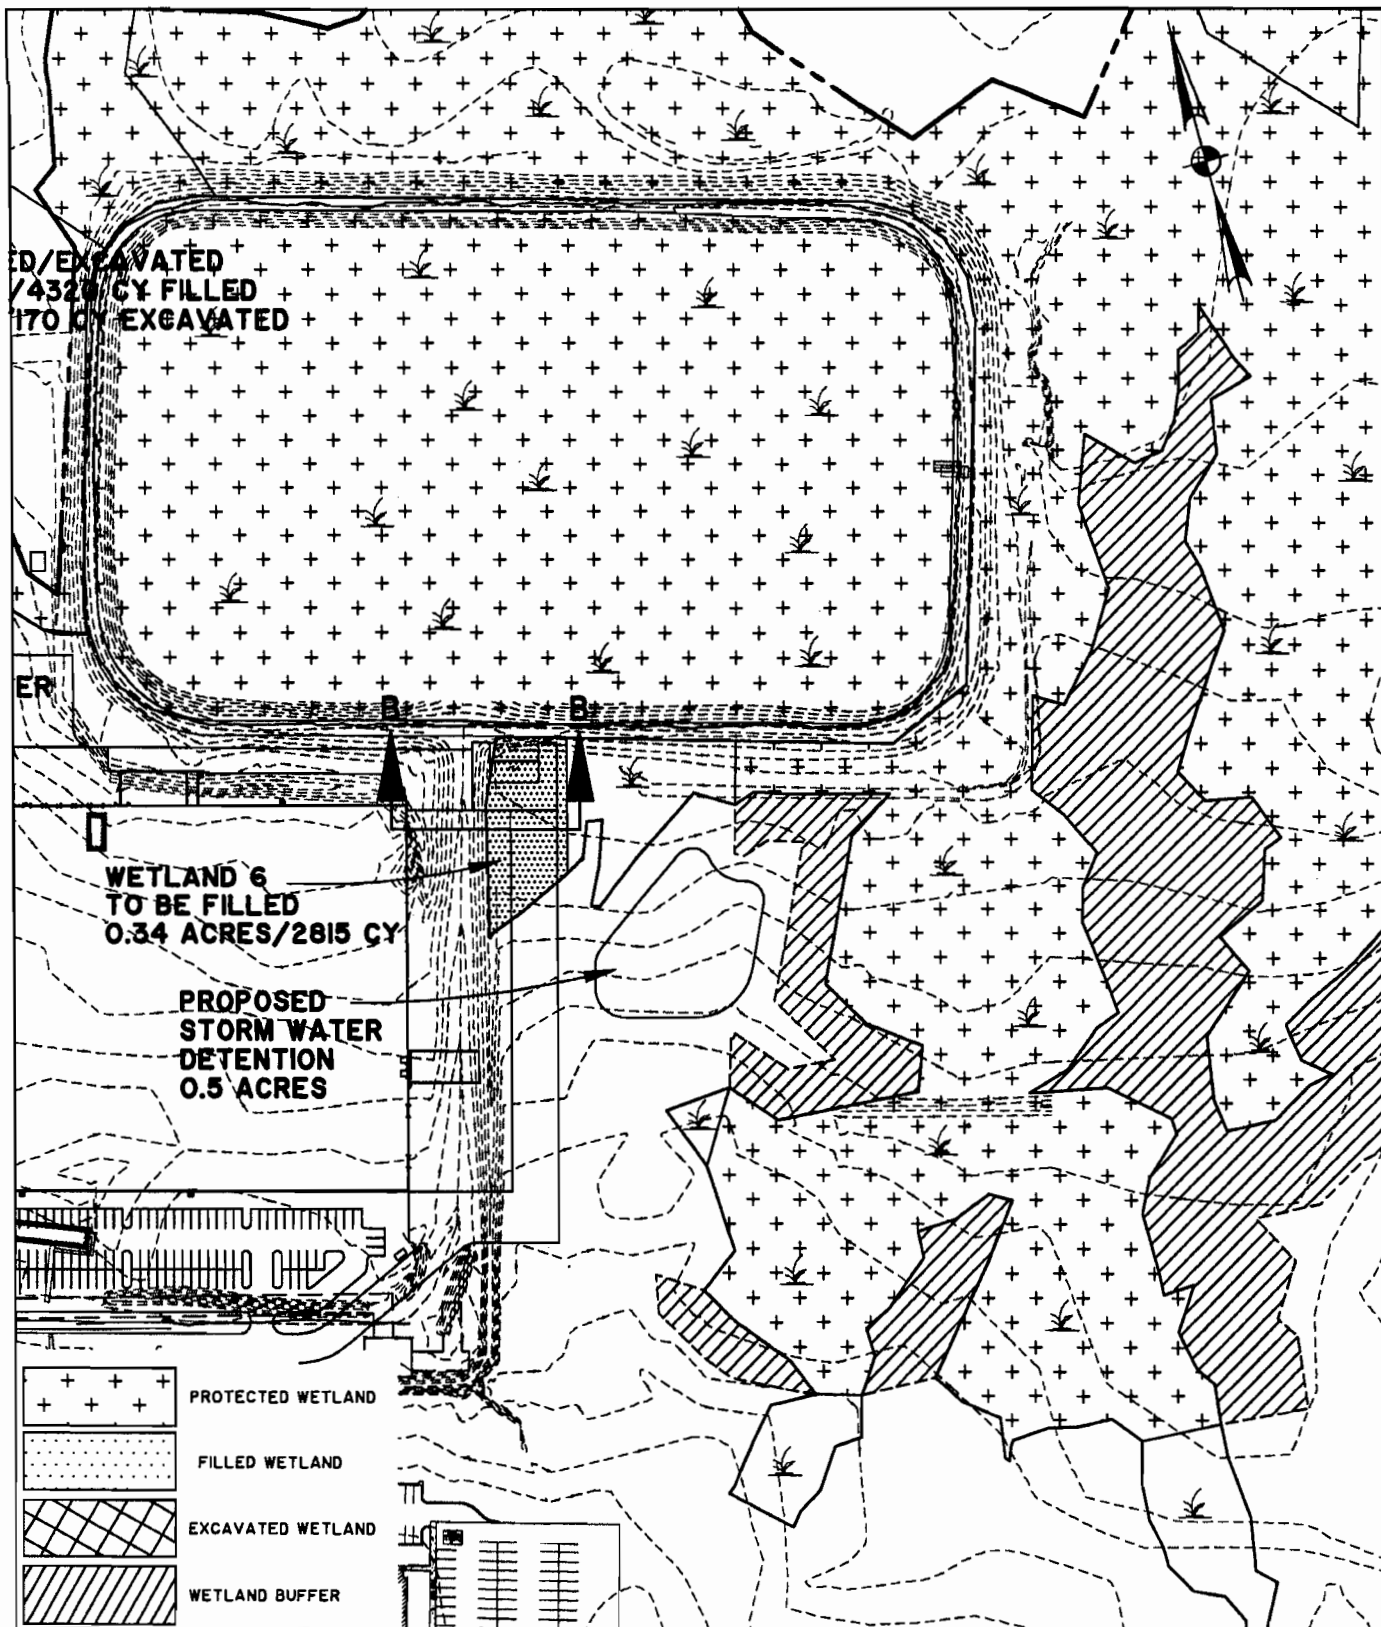 ED/EXCAVATED
CY FILLED
170 CY EXCAVATED
ER
B
B
WETLAND 6
TO BE FILLED
0.34 ACRES/2815 CY
PROPOSED
STORM WATER
DETENTION
0.5 ACRES
PROTECTED WETLAND
FILLED WETLAND
EXCAVATED WETLAND
WETLAND BUFFER